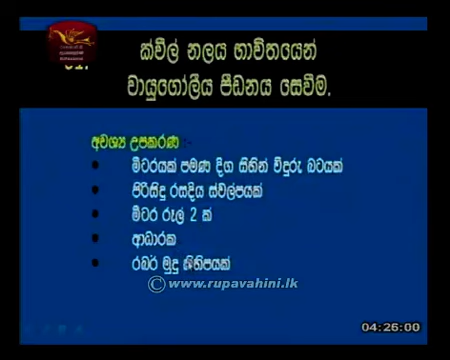 01.
ක්විල් නලය භාවිතයෙන්
වායුගෝලීය පීඩනය සෙවීම.
අවශ්‍ය උපකරණ :-
• මීටරයක් පමණ දිග සිහින් විදුරු බටයක්
• පිරිසිදු රසදිය ස්වල්පයක්
• මීටර රූල් 2 ක්
• ආධාරක
• රබර් මුදු කිහිපයක්
© www.rupavahini.lk
04:26:00